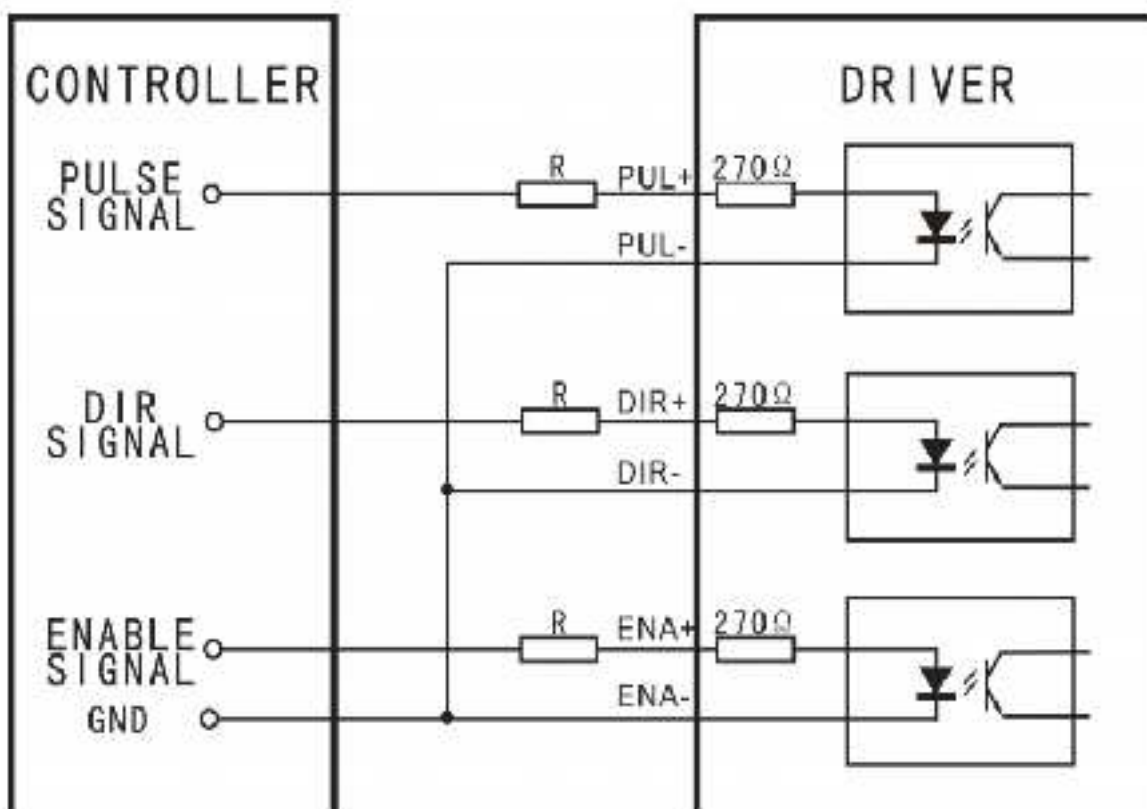 CONTROLLER
DRIVER
PULSE
SIGNAL
R
PUL+
270Ω
PUL-
DIR
SIGNAL
R
DIR+
270Ω
DIR-
ENABLE
SIGNAL
R
ENA+
270Ω
GND
ENA-